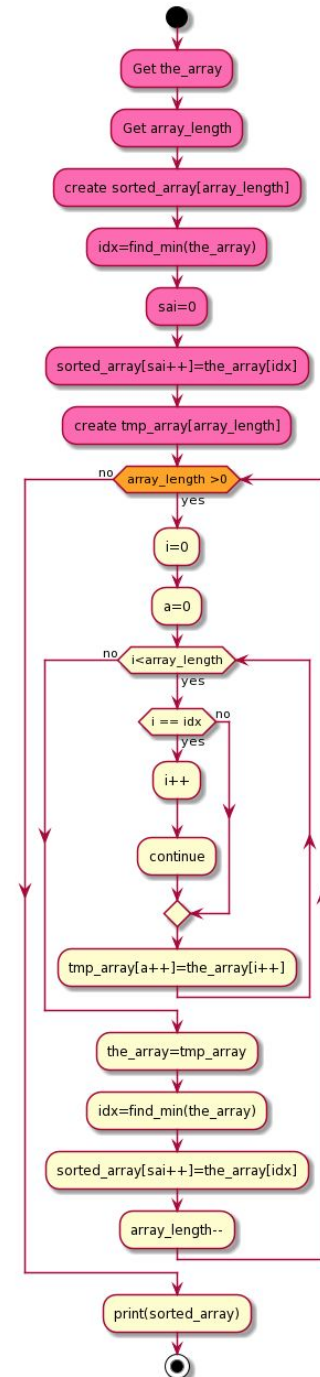 Get the_array
Get array_length
create sorted_array[array_length]
idx=find_min(the_array)
sai=0
sorted_array[sai++]=the_array[idx]
create tmp_array[array_length]
no
array_length >0
yes
i=0
a=0
no
i<array_length
yes
i == idx
no
yes
i++
continue
tmp_array[a++]=the_array[i++]
the_array=tmp_array
idx=find_min(the_array)
sorted_array[sai++]=the_array[idx]
array_length--
print(sorted_array)